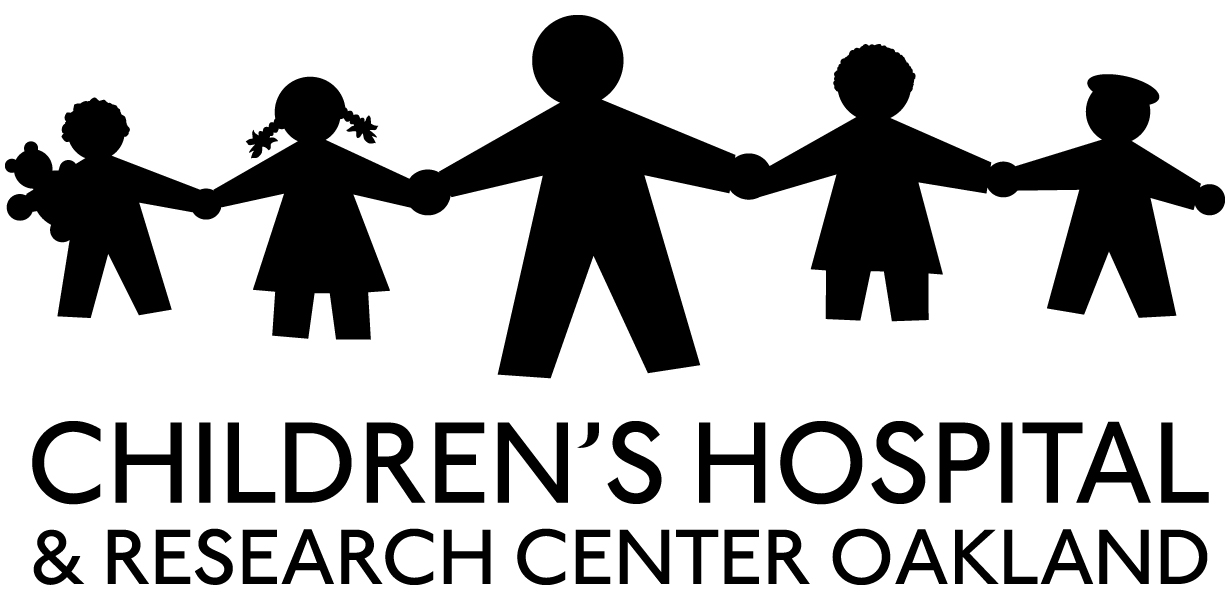 CHILDREN’S HOSPITAL
& RESEARCH CENTER OAKLAND